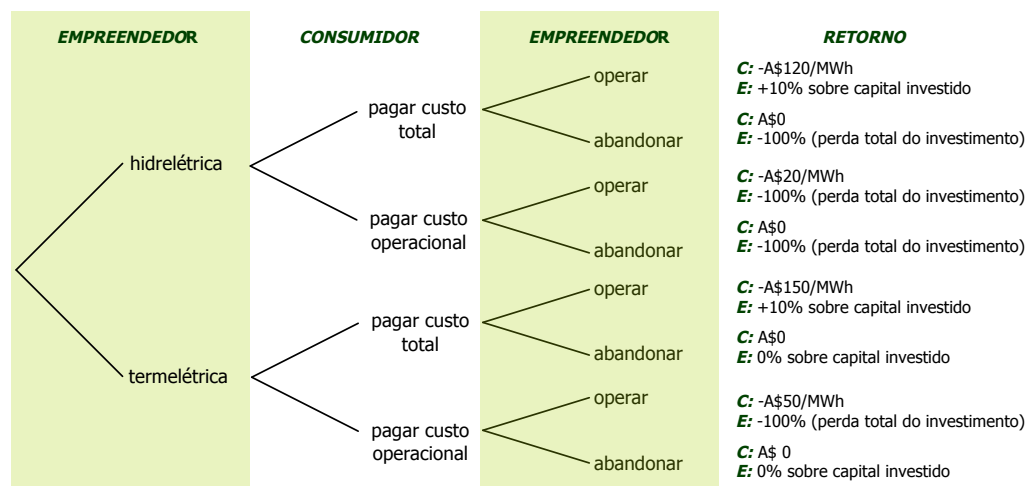 EMPREENDEDOR CONSUMIDOR EMPREENDEDOR RETORNO
hidrelétrica
pagar custo
total
operar
C: -A$120/MWh
E: +10% sobre capital investido
abandonar
C: A$0
E: -100% (perda total do investimento)
pagar custo
operacional
operar
C: -A$20/MWh
E: -100% (perda total do investimento)
abandonar
C: A$0
E: -100% (perda total do investimento)
termelétrica
pagar custo
total
operar
C: -A$150/MWh
E: +10% sobre capital investido
abandonar
C: A$0
E: 0% sobre capital investido
pagar custo
operacional
operar
C: -A$50/MWh
E: -100% (perda total do investimento)
abandonar
C: A$ 0
E: 0% sobre capital investido